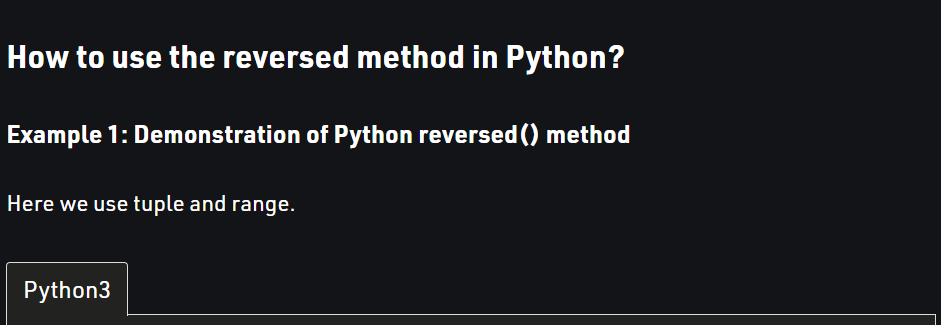 How to use the reversed method in Python?
Example 1: Demonstration of Python reversed() method
Here we use tuple and range.
Python3